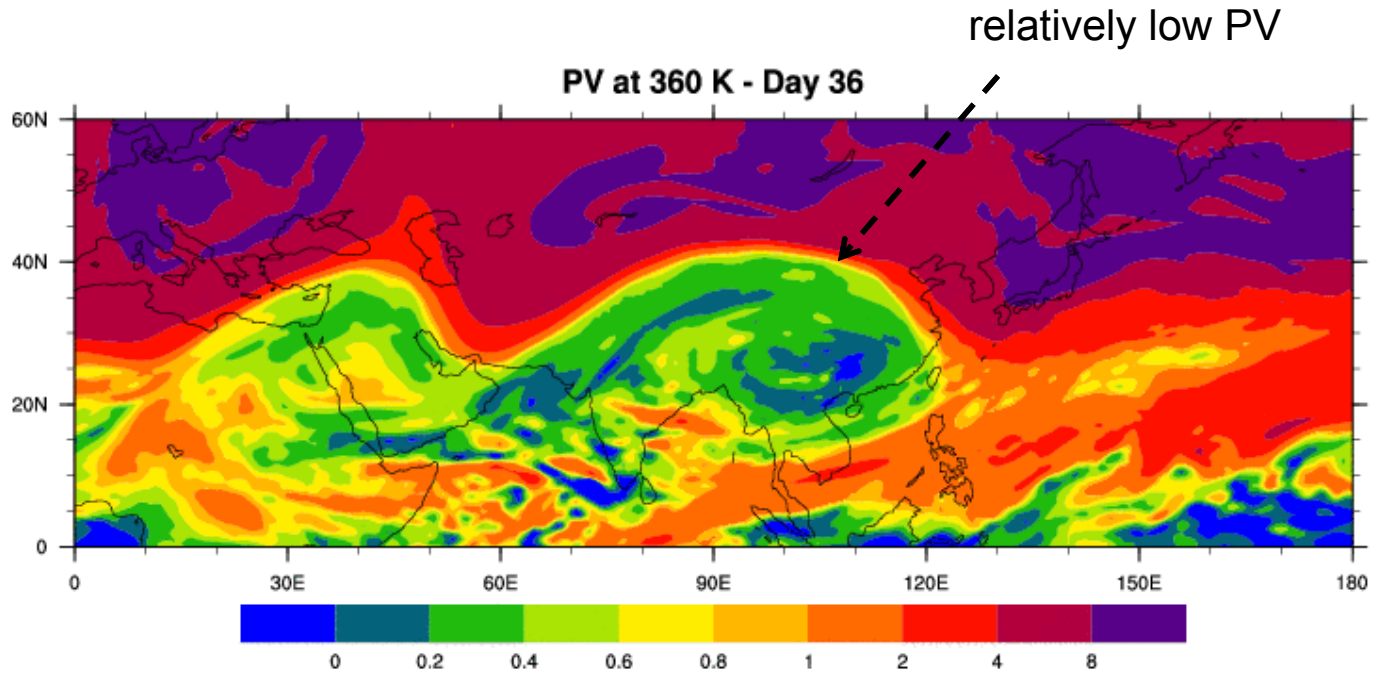 relatively low PV
PV at 360 K - Day 36
60N
40N
20N
0
0 30E 60E 90E 120E 150E 180
0 0.2 0.4 0.6 0.8 1 2 4 8